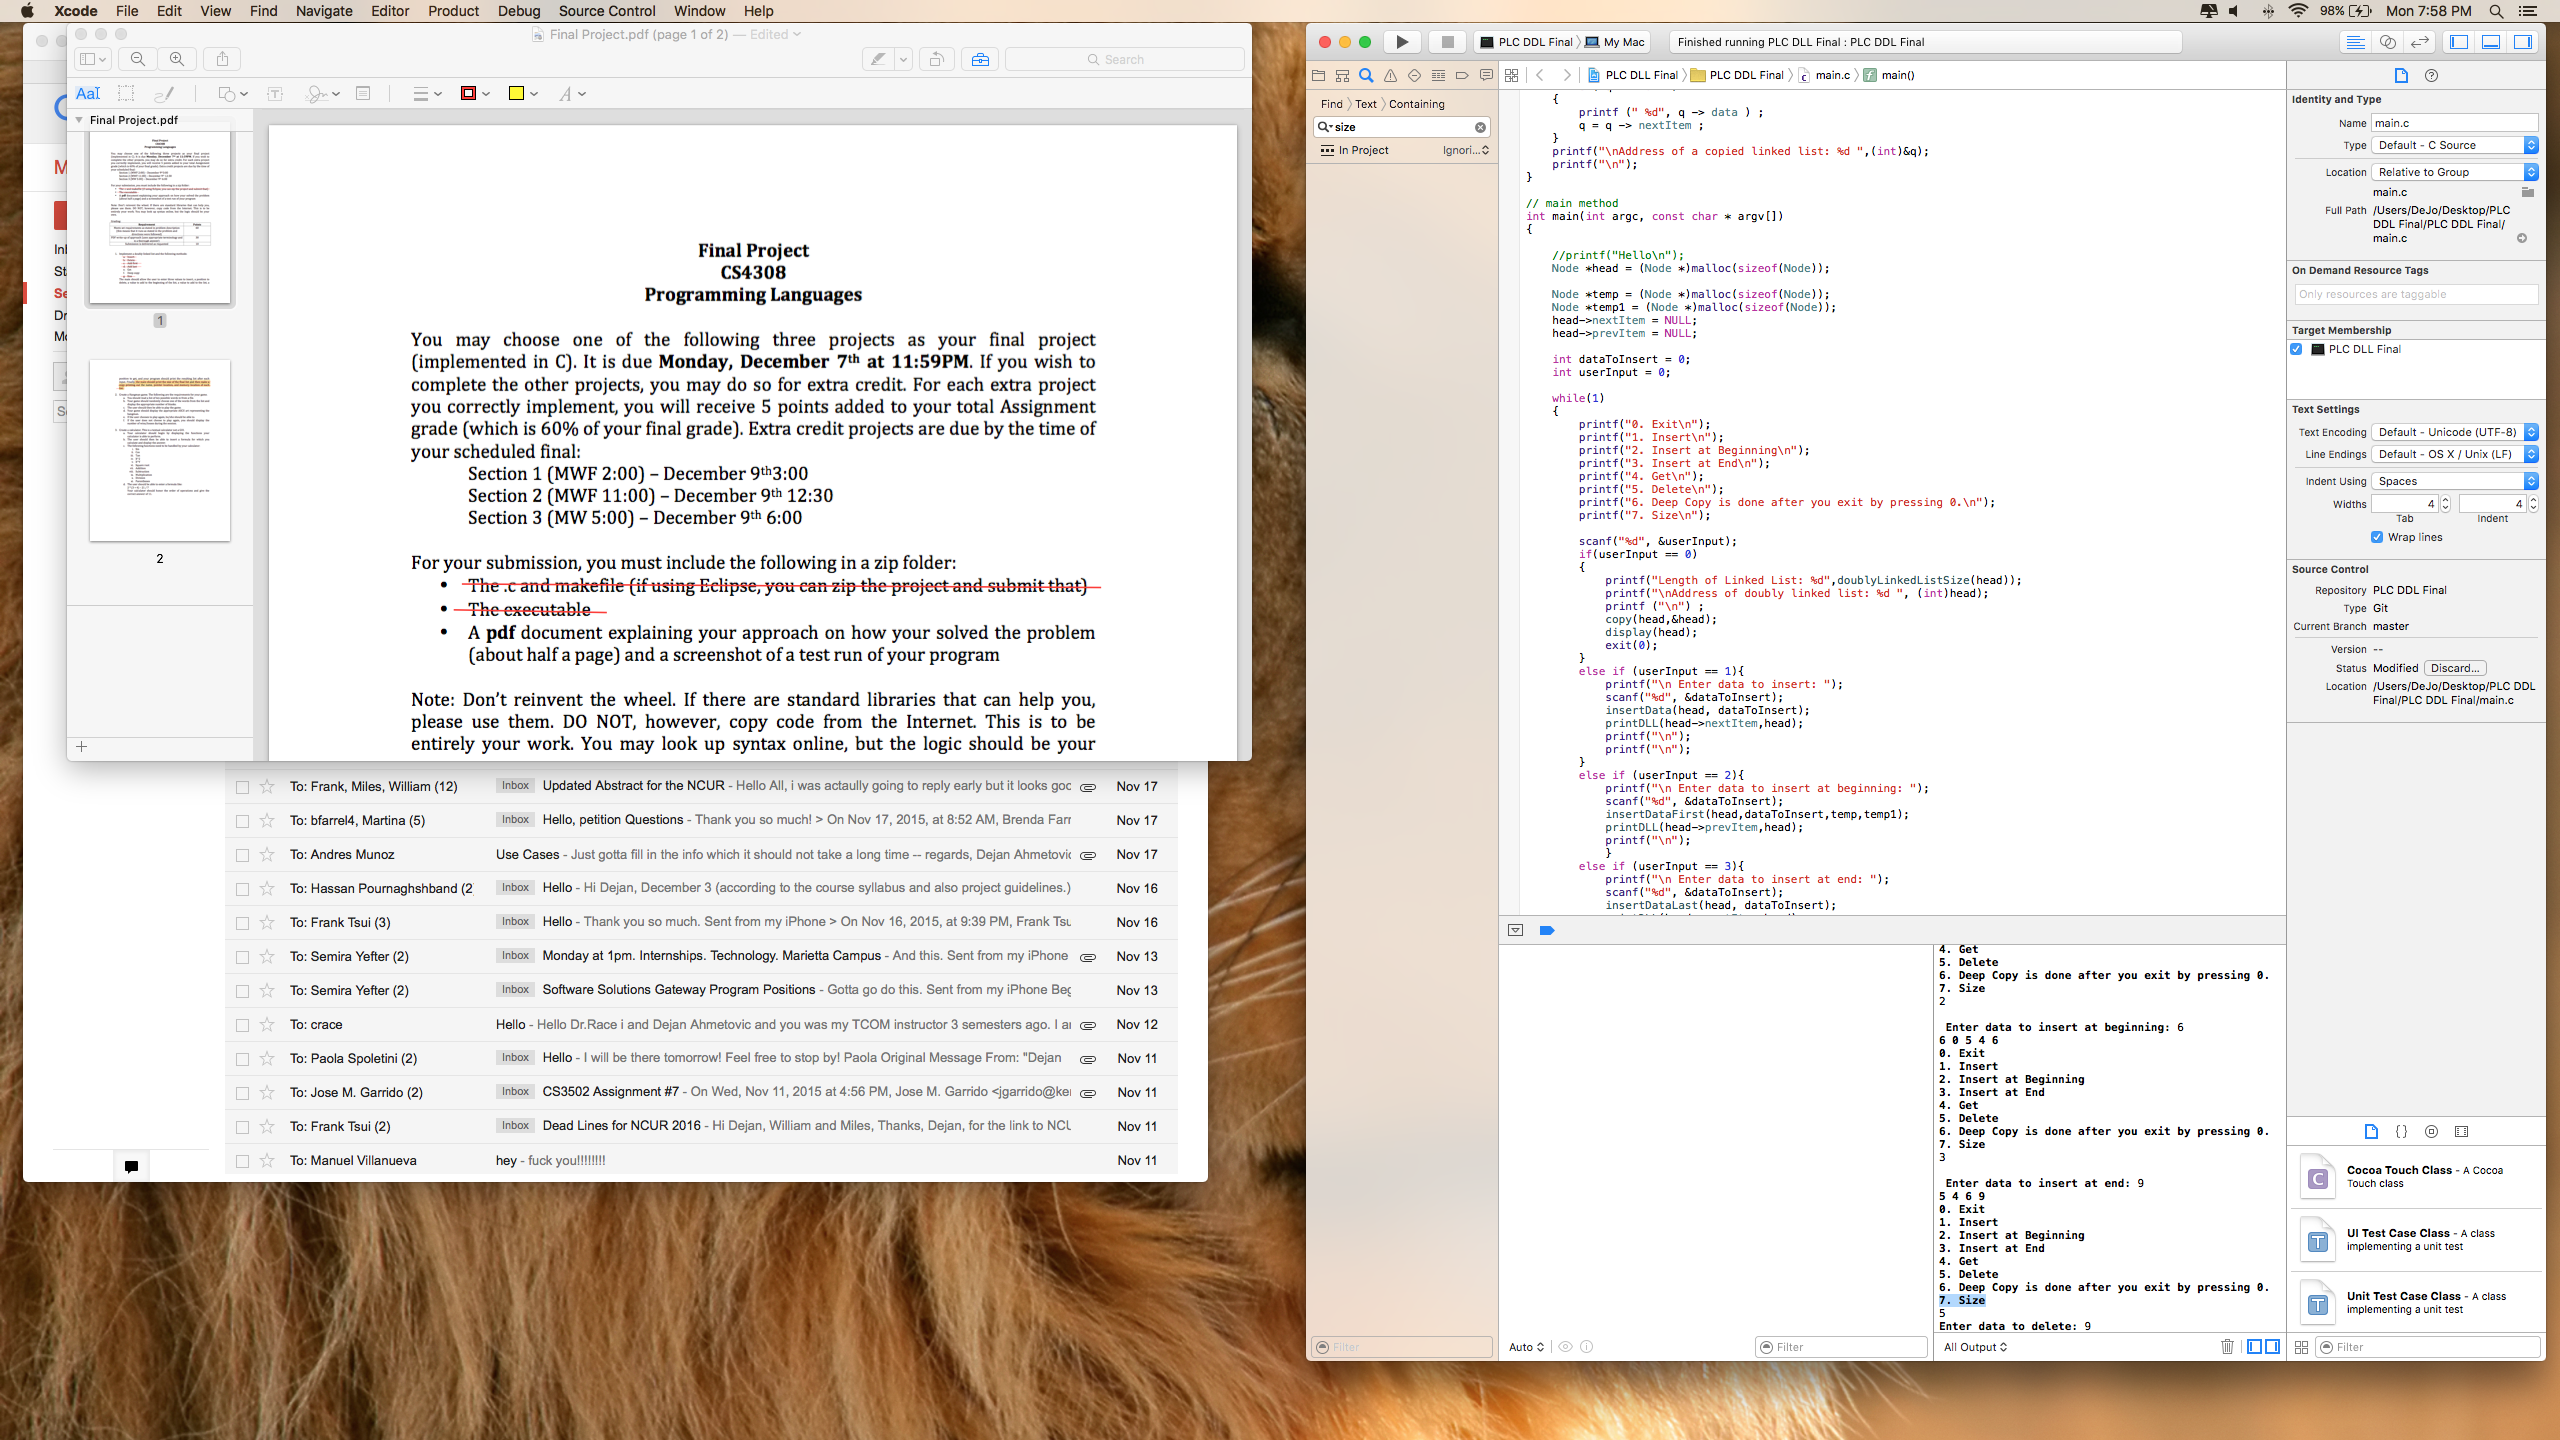 Xcode File Edit View Find Navigate Editor Product Debug Source Control Window Help
98% Mon 7:58 PM
Final Project.pdf (page 1 of 2) — Edited
Search
Final Project.pdf
1
2
Final Project
CS4308
Programming Languages
You may choose one of the following three projects as your final project
(implemented in C). It is due Monday, December 7th at 11:59PM. If you wish to
complete the other projects, you may do so for extra credit. For each extra project
you correctly implement, you will receive 5 points added to your total Assignment
grade (which is 60% of your final grade). Extra credit projects are due by the time of
your scheduled final:
Section 1 (MWF 2:00) – December 9th3:00
Section 2 (MWF 11:00) – December 9th 12:30
Section 3 (MW 5:00) – December 9th 6:00
For your submission, you must include the following in a zip folder:
• The .c and makefile (if using Eclipse, you can zip the project and submit that)
• The executable
• A pdf document explaining your approach on how your solved the problem
(about half a page) and a screenshot of a test run of your program
Note: Don't reinvent the wheel. If there are standard libraries that can help you,
please use them. DO NOT, however, copy code from the Internet. This is to be
entirely your work. You may look up syntax online, but the logic should be your
To: Frank, Miles, William (12) Inbox Updated Abstract for the NCUR - Hello All, i was actaully going to reply early but it looks goc Nov 17
To: bfarrel4, Martina (5) Inbox Hello, petition Questions - Thank you so much! > On Nov 17, 2015, at 8:52 AM, Brenda Farr Nov 17
To: Andres Munoz Use Cases - Just gotta fill in the info which it should not take a long time -- regards, Dejan Ahmetovic Nov 17
To: Hassan Pournaghshband (2 Inbox Hello - Hi Dejan, December 3 (according to the course syllabus and also project guidelines.) Nov 16
To: Frank Tsui (3) Inbox Hello - Thank you so much. Sent from my iPhone > On Nov 16, 2015, at 9:39 PM, Frank Tsu Nov 16
To: Semira Yefter (2) Inbox Monday at 1pm. Internships. Technology. Marietta Campus - And this. Sent from my iPhone Nov 13
To: Semira Yefter (2) Inbox Software Solutions Gateway Program Positions - Gotta go do this. Sent from my iPhone Beg Nov 13
To: crace Hello - Hello Dr.Race i and Dejan Ahmetovic and you was my TCOM instructor 3 semesters ago. I ar Nov 12
To: Paola Spoletini (2) Inbox Hello - I will be there tomorrow! Feel free to stop by! Paola Original Message From: "Dejan Nov 11
To: Jose M. Garrido (2) Inbox CS3502 Assignment #7 - On Wed, Nov 11, 2015 at 4:56 PM, Jose M. Garrido <jgarrido@ke Nov 11
To: Frank Tsui (2) Inbox Dead Lines for NCUR 2016 - Hi Dejan, William and Miles, Thanks, Dejan, for the link to NCU Nov 11
To: Manuel Villanueva hey - fuck you!!!!!!!! Nov 11
PLC DDL Final My Mac Finished running PLC DLL Final : PLC DDL Final
PLC DLL Final PLC DDL Final main.c main()
Find Text Containing
size
In Project Ignori...
Filter
{
printf (" %d", q -> data ) ;
q = q -> nextItem ;
}
printf("\nAddress of a copied linked list: %d ",(int)&q);
printf("\n");
}
// main method
int main(int argc, const char * argv[])
{
//printf("Hello\n");
Node *head = (Node *)malloc(sizeof(Node));
Node *temp = (Node *)malloc(sizeof(Node));
Node *temp1 = (Node *)malloc(sizeof(Node));
head->nextItem = NULL;
head->prevItem = NULL;
int dataToInsert = 0;
int userInput = 0;
while(1)
{
printf("0. Exit\n");
printf("1. Insert\n");
printf("2. Insert at Beginning\n");
printf("3. Insert at End\n");
printf("4. Get\n");
printf("5. Delete\n");
printf("6. Deep Copy is done after you exit by pressing 0.\n");
printf("7. Size\n");
scanf("%d", &userInput);
if(userInput == 0)
{
printf("Length of Linked List: %d",doublyLinkedListSize(head));
printf("\nAddress of doubly linked list: %d ", (int)head);
printf ("\n") ;
copy(head,&head);
display(head);
exit(0);
}
else if (userInput == 1){
printf("\n Enter data to insert: ");
scanf("%d", &dataToInsert);
insertData(head, dataToInsert);
printDLL(head->nextItem,head);
printf("\n");
printf("\n");
}
else if (userInput == 2){
printf("\n Enter data to insert at beginning: ");
scanf("%d", &dataToInsert);
insertDataFirst(head,dataToInsert,temp,temp1);
printDLL(head->prevItem,head);
printf("\n");
}
else if (userInput == 3){
printf("\n Enter data to insert at end: ");
scanf("%d", &dataToInsert);
insertDataLast(head, dataToInsert);
Auto Filter
4. Get
5. Delete
6. Deep Copy is done after you exit by pressing 0.
7. Size
2
Enter data to insert at beginning: 6
6 0 5 4 6
0. Exit
1. Insert
2. Insert at Beginning
3. Insert at End
4. Get
5. Delete
6. Deep Copy is done after you exit by pressing 0.
7. Size
3
Enter data to insert at end: 9
5 4 6 9
0. Exit
1. Insert
2. Insert at Beginning
3. Insert at End
4. Get
5. Delete
6. Deep Copy is done after you exit by pressing 0.
7. Size
5
Enter data to delete: 9
All Output
Identity and Type
Name main.c
Type Default - C Source
Location Relative to Group
main.c
Full Path /Users/DeJo/Desktop/PLC
DDL Final/PLC DDL Final/
main.c
On Demand Resource Tags
Only resources are taggable
Target Membership
PLC DLL Final
Text Settings
Text Encoding Default - Unicode (UTF-8)
Line Endings Default - OS X / Unix (LF)
Indent Using Spaces
Widths 4 4
Tab Indent
Wrap lines
Source Control
Repository PLC DDL Final
Type Git
Current Branch master
Version --
Status Modified Discard...
Location /Users/DeJo/Desktop/PLC DDL
Final/PLC DDL Final/main.c
Cocoa Touch Class - A Cocoa
Touch class
UI Test Case Class - A class
implementing a unit test
Unit Test Case Class - A class
implementing a unit test
Filter